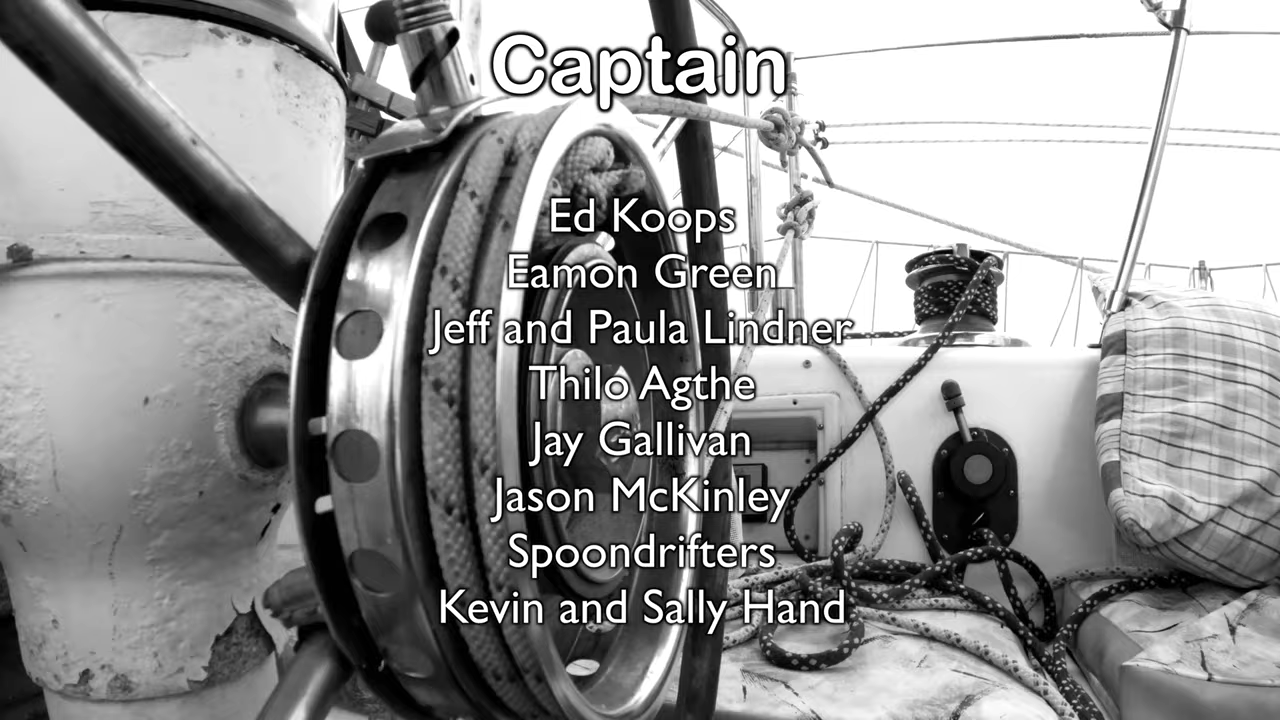 Captain
Ed Koops
Eamon Green
Jeff and Paula Lindner
Thilo Agthe
Jay Gallivan
Jason McKinley
Spoondrifters
Kevin and Sally Hand